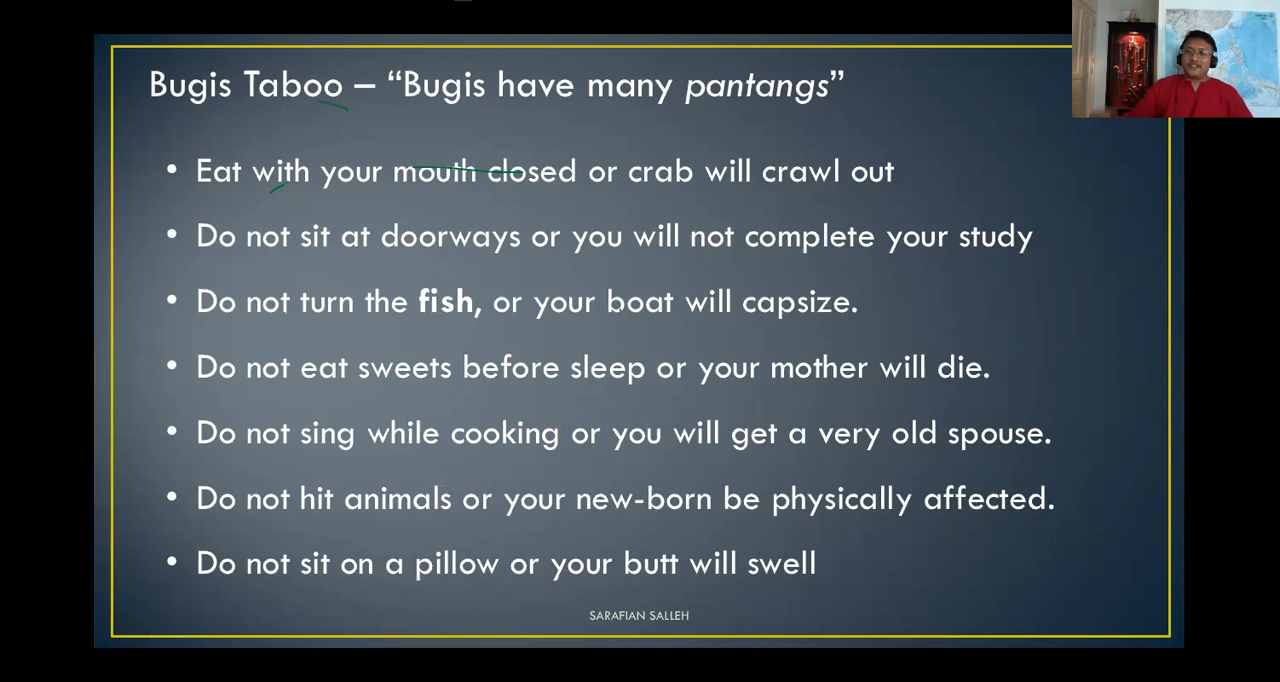 Bugis Taboo – “Bugis have many pantangs”
• Eat with your mouth closed or crab will crawl out
• Do not sit at doorways or you will not complete your study
• Do not turn the fish, or your boat will capsize.
• Do not eat sweets before sleep or your mother will die.
• Do not sing while cooking or you will get a very old spouse.
• Do not hit animals or your new-born be physically affected.
• Do not sit on a pillow or your butt will swell
SARAFIAN SALLEH